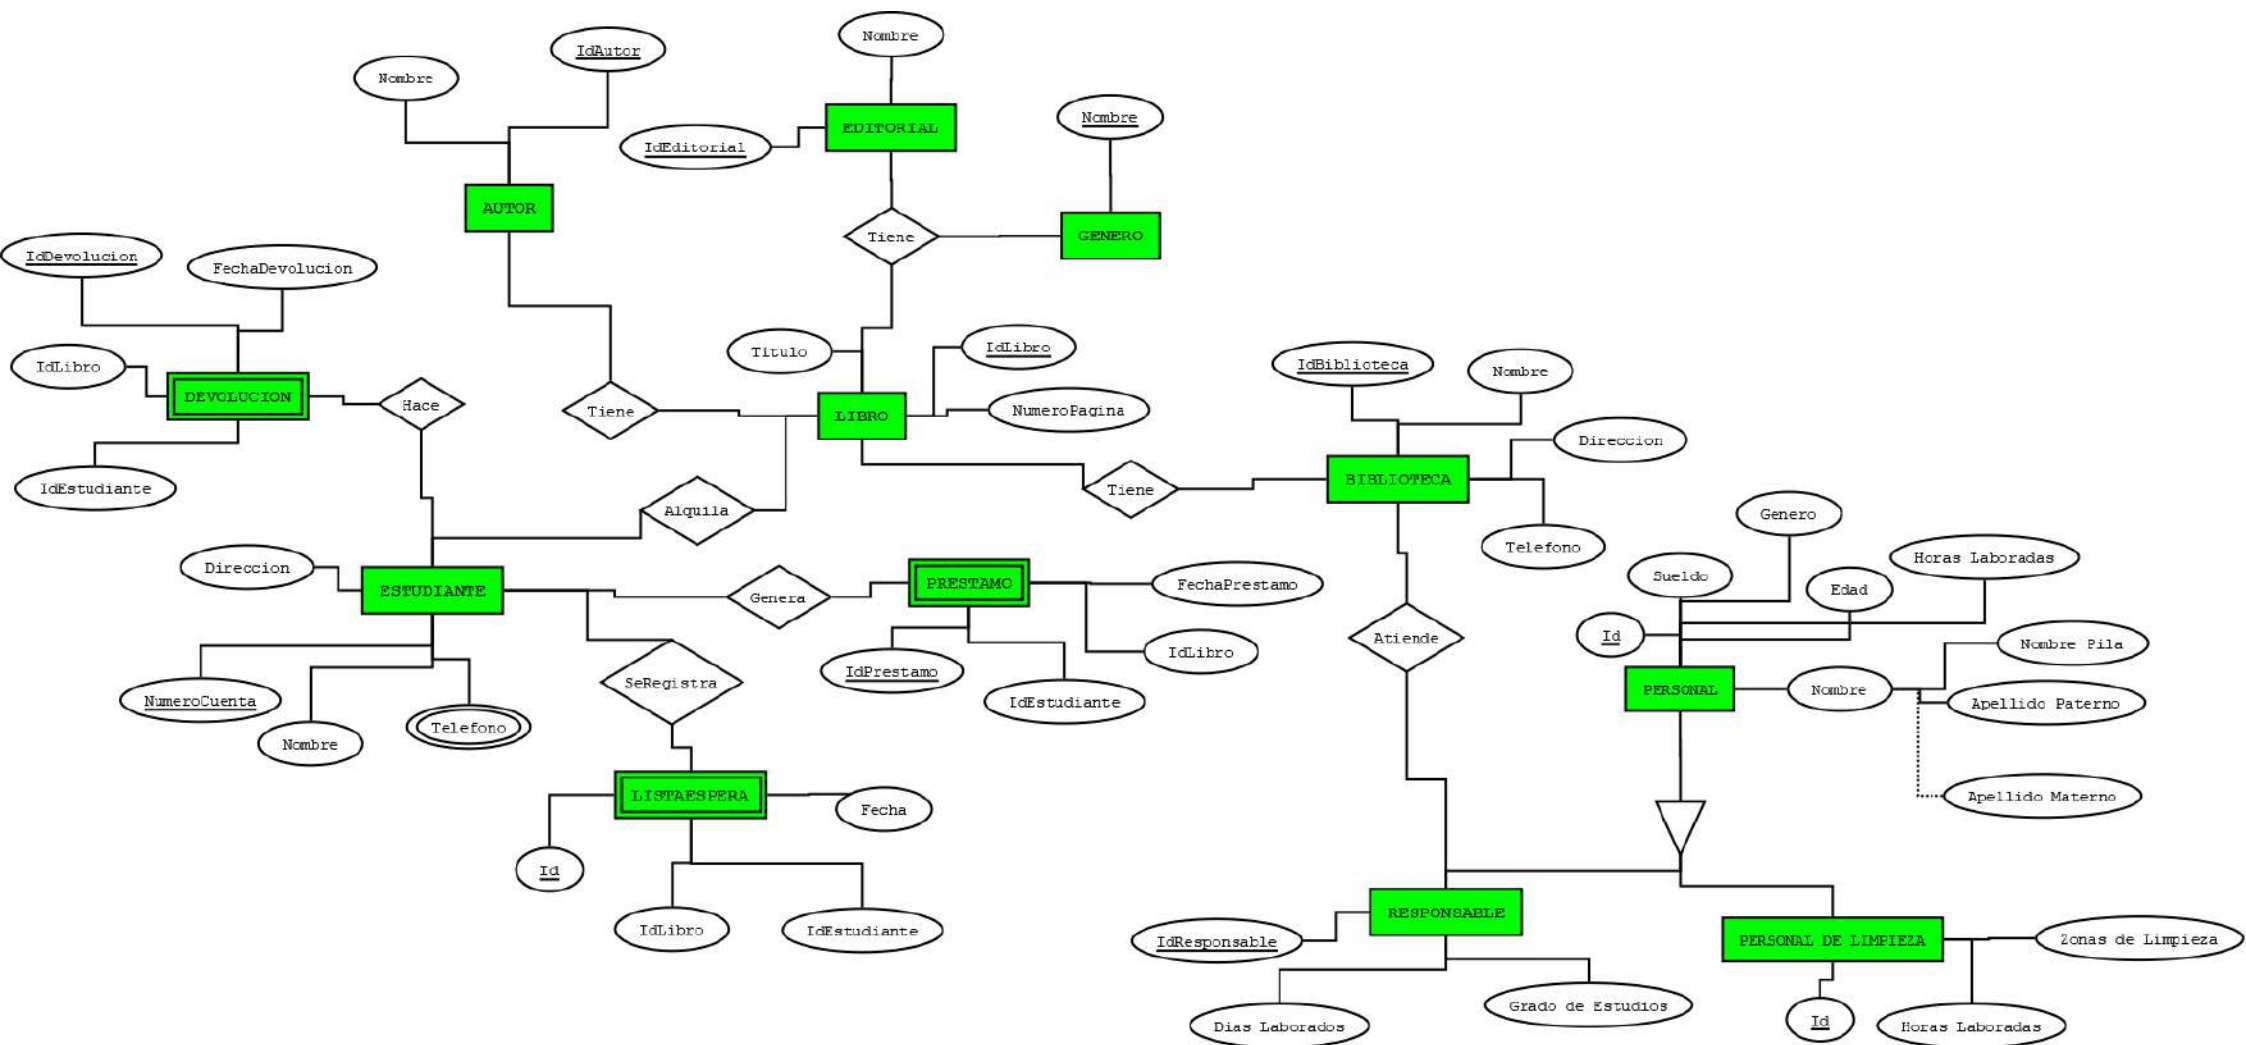 Nombre
IdAutor
Nombre
IdEditorial
EDITORIAL
Nombre
AUTOR
Tiene
GENERO
IdDevolucion
FechaDevolucion
Titulo
IdLibro
IdLibro
DEVOLUCION
Hace
Tiene
LIBRO
NumeroPagina
IdBiblioteca
Nombre
Direccion
IdEstudiante
Alquila
Tiene
BIBLIOTECA
Telefono
Genero
Direccion
ESTUDIANTE
Genera
PRESTAMO
FechaPrestamo
Sueldo
Edad
Horas Laboradas
IdLibro
Atiende
Id
Nombre Pila
NumeroCuenta
Nombre
Telefono
SeRegistra
IdPrestamo
IdEstudiante
PERSONAL
Nombre
Apellido Paterno
LISTAESPERA
Fecha
Apellido Materno
Id
IdLibro
IdEstudiante
RESPONSABLE
IdResponsable
PERSONAL DE LIMPIEZA
Zonas de Limpieza
Dias Laborados
Grado de Estudios
Id
Horas Laboradas